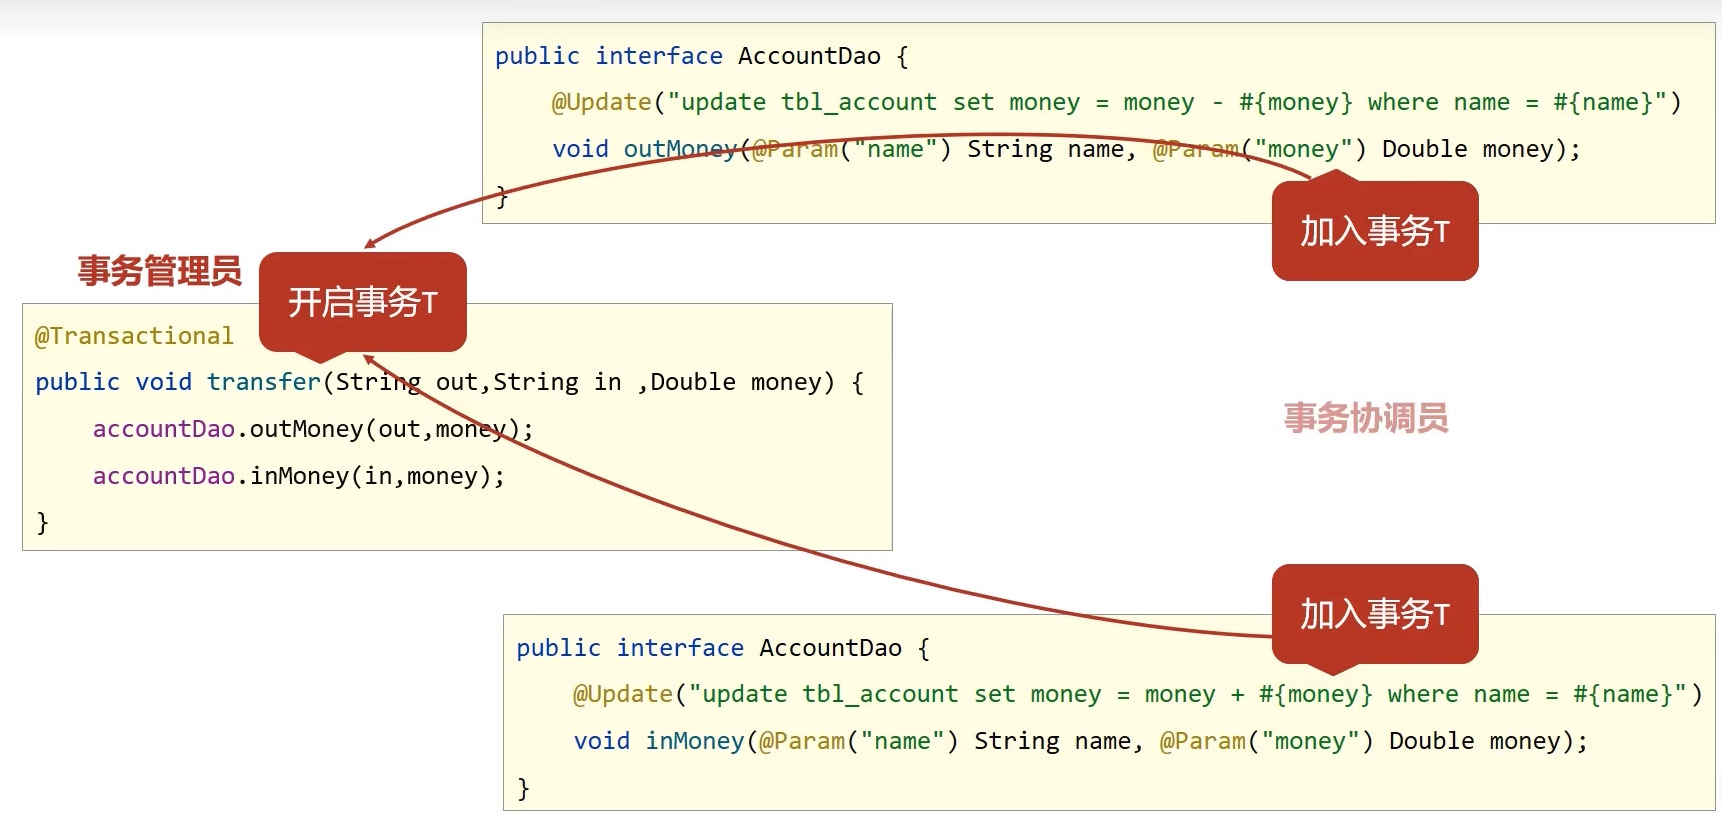 public interface AccountDao {
@Update("update tbl_account set money = money - #{money} where name = #{name}")
void outMoney(@Param("name") String name, @Param("money") Double money);
}
加入事务T
事务管理员
开启事务T
@Transactional
public void transfer(String out,String in ,Double money) {
accountDao.outMoney(out,money);
accountDao.inMoney(in,money);
}
事务协调员
加入事务T
public interface AccountDao {
@Update("update tbl_account set money = money + #{money} where name = #{name}")
void inMoney(@Param("name") String name, @Param("money") Double money);
}